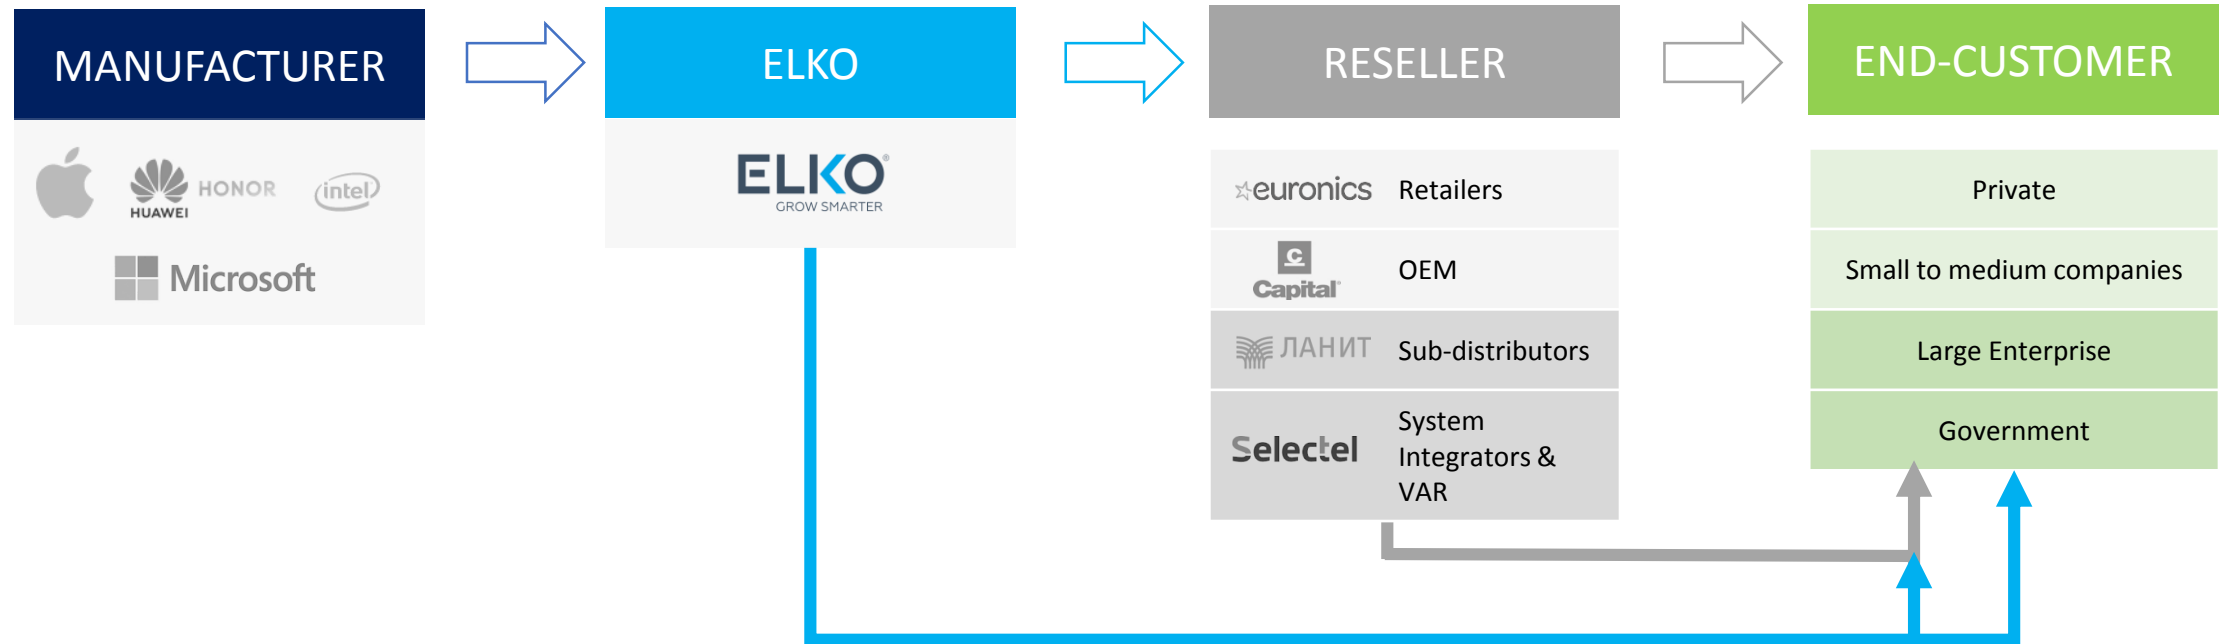 MANUFACTURER
ELKO
RESELLER
END-CUSTOMER
HUAWEI
HONOR
intel
Microsoft
ELKO®
GROW SMARTER
euronics
Retailers
C
Capital
OEM
ЛАНИТ
Sub-distributors
Selectel
System
Integrators &
VAR
Private
Small to medium companies
Large Enterprise
Government